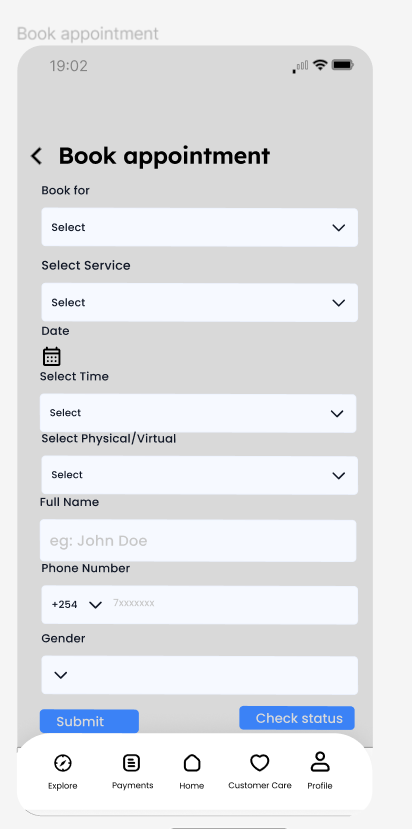 Book appointment
19:02
Book appointment
Book for
Select
Select Service
Select
Date
Select Time
Select
Select Physical/Virtual
Select
Full Name
eg: John Doe
Phone Number
+254 7xxxxxxx
Gender
Submit Check status
Explore Payments Home Customer Care Profile